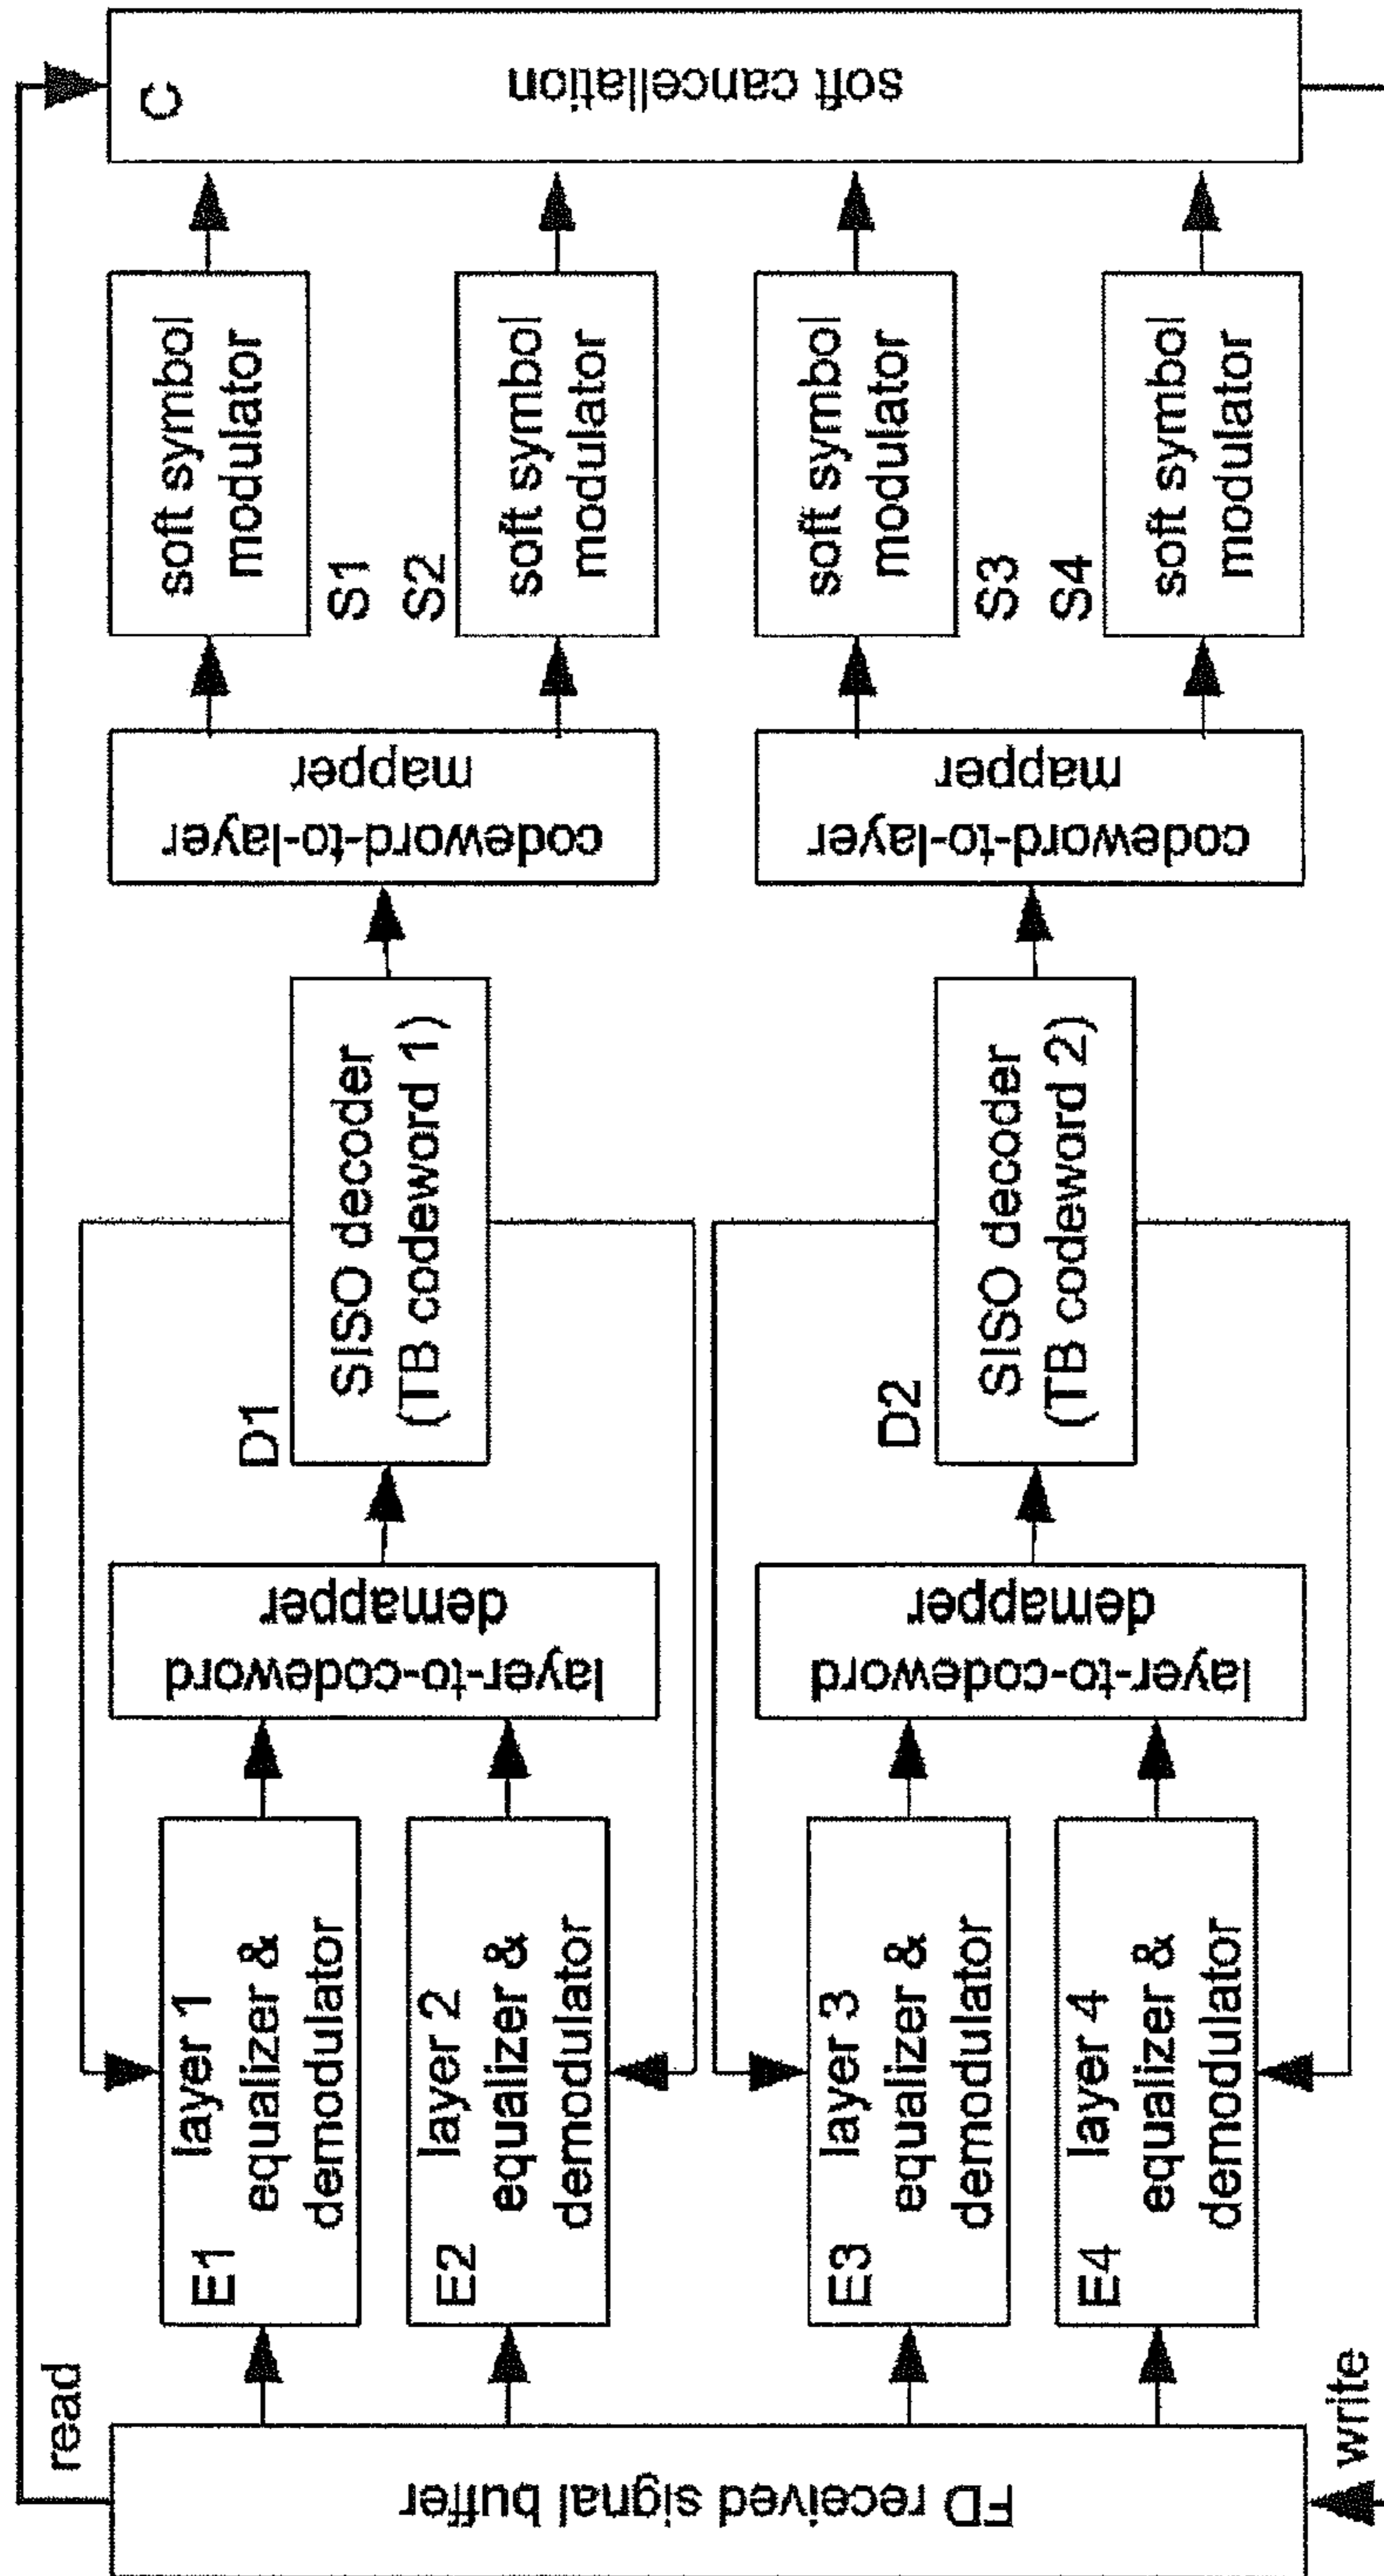 read
FD received signal buffer
write
E1
layer 1
equalizer &
demodulator
E2
layer 2
equalizer &
demodulator
E3
layer 3
equalizer &
demodulator
E4
layer 4
equalizer &
demodulator
layer-to-codeword
demapper
layer-to-codeword
demapper
D1
SISO decoder
(TB codeword 1)
D2
SISO decoder
(TB codeword 2)
codeword-to-layer
mapper
codeword-to-layer
mapper
soft symbol
modulator
S1
S2
soft symbol
modulator
soft symbol
modulator
S3
S4
soft symbol
modulator
C
soft cancellation